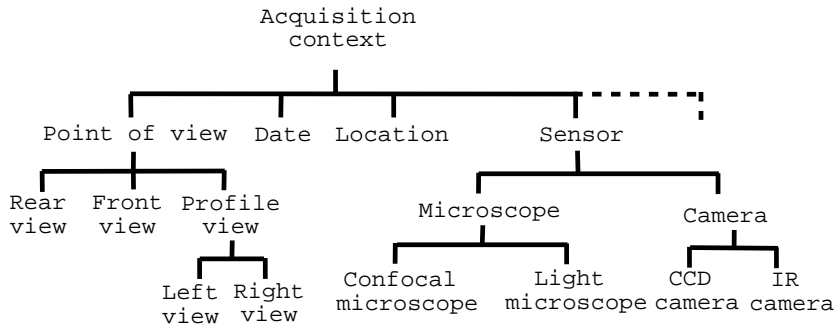 Acquisition
context
Point of view Date Location Sensor
Rear
view
Front
view
Profile
view
Microscope
Camera
Left
view
Right
view
Confocal
microscope
Light
microscope
CCD
camera
IR
camera